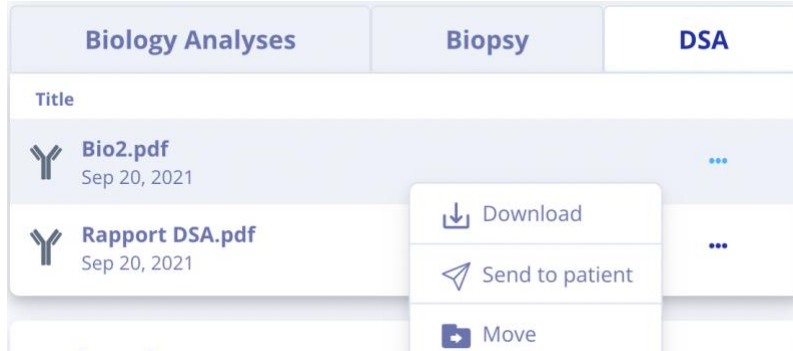 Biology Analyses Biopsy DSA
Title
Bio2.pdf
Sep 20, 2021
Download
Rapport DSA.pdf
Sep 20, 2021
Send to patient
Move